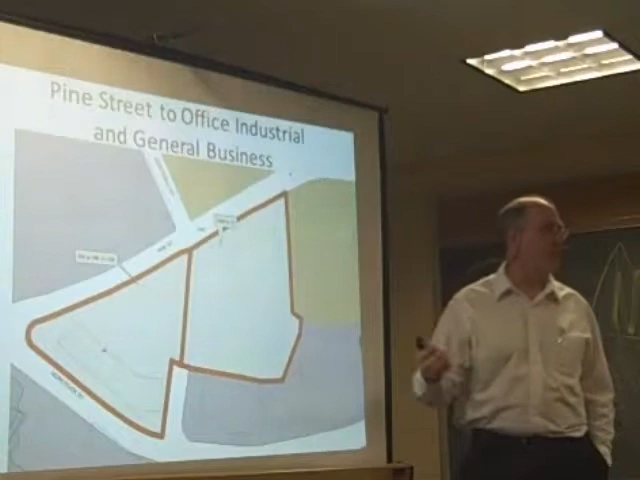 Pine Street to Office Industrial
and General Business